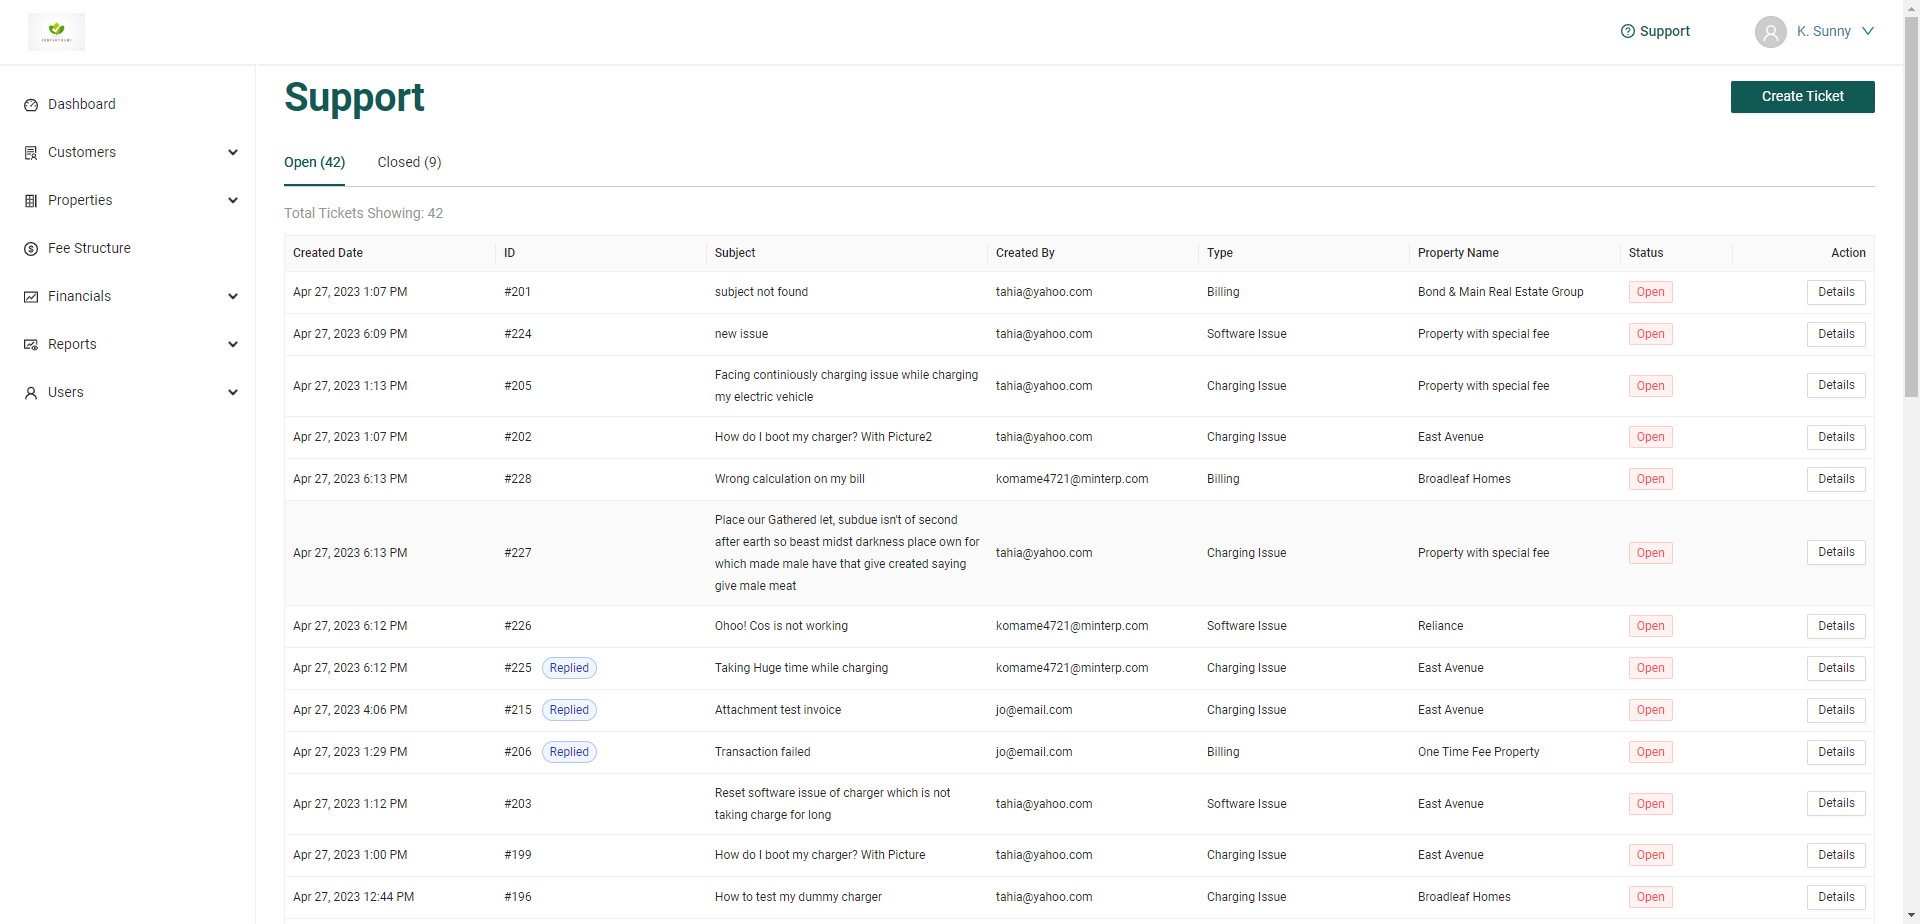 Support
K. Sunny
Dashboard
Customers
Properties
Fee Structure
Financials
Reports
Users
Support
Create Ticket
Open (42) Closed (9)
Total Tickets Showing: 42
Created Date ID Subject Created By Type Property Name Status Action
Apr 27, 2023 1:07 PM #201 subject not found tahia@yahoo.com Billing Bond & Main Real Estate Group Open Details
Apr 27, 2023 6:09 PM #224 new issue tahia@yahoo.com Software Issue Property with special fee Open Details
Facing continiously charging issue while charging
Apr 27, 2023 1:13 PM #205 tahia@yahoo.com Charging Issue Property with special fee Open Details
my electric vehicle
Apr 27, 2023 1:07 PM #202 How do I boot my charger? With Picture2 tahia@yahoo.com Charging Issue East Avenue Open Details
Apr 27, 2023 6:13 PM #228 Wrong calculation on my bill komame4721@minterp.com Billing Broadleaf Homes Open Details
Place our Gathered let, subdue isn't of second
after earth so beast midst darkness place own for
Apr 27, 2023 6:13 PM #227 tahia@yahoo.com Charging Issue Property with special fee Open Details
which made male have that give created saying
give male meat
Apr 27, 2023 6:12 PM #226 Ohoo! Cos is not working komame4721@minterp.com Software Issue Reliance Open Details
Apr 27, 2023 6:12 PM #225 Replied Taking Huge time while charging komame4721@minterp.com Charging Issue East Avenue Open Details
Apr 27, 2023 4:06 PM #215 Replied Attachment test invoice jo@email.com Charging Issue East Avenue Open Details
Apr 27, 2023 1:29 PM #206 Replied Transaction failed jo@email.com Billing One Time Fee Property Open Details
Reset software issue of charger which is not
Apr 27, 2023 1:12 PM #203 tahia@yahoo.com Software Issue East Avenue Open Details
taking charge for long
Apr 27, 2023 1:00 PM #199 How do I boot my charger? With Picture tahia@yahoo.com Charging Issue East Avenue Open Details
Apr 27, 2023 12:44 PM #196 How to test my dummy charger tahia@yahoo.com Charging Issue Broadleaf Homes Open Details